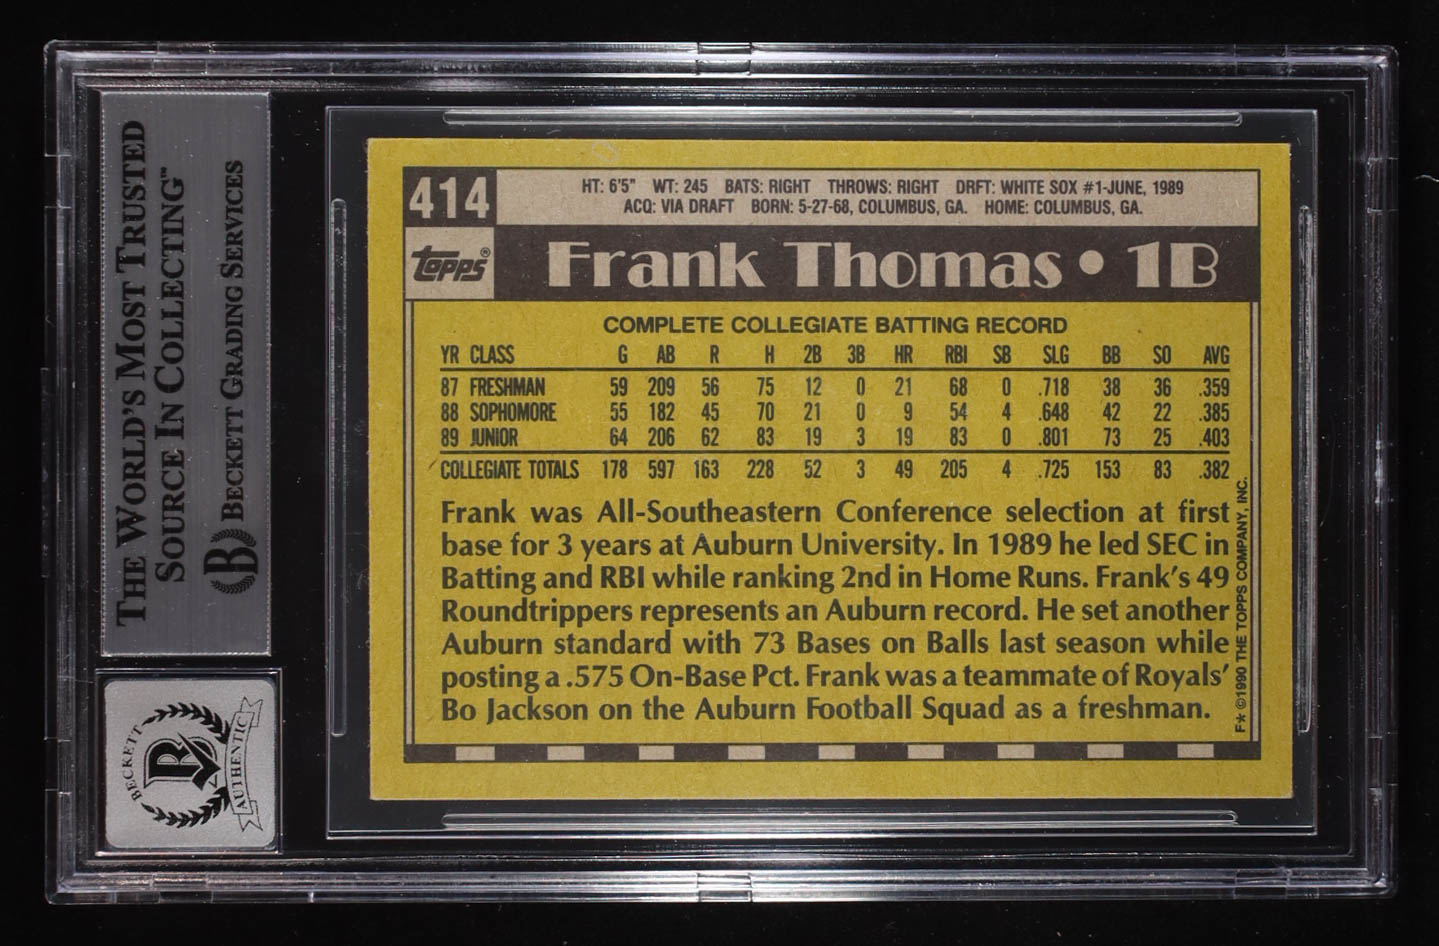 THE WORLD'S MOST TRUSTED
SOURCE IN COLLECTING™
BECKETT GRADING SERVICES
B
BECKETT
B
AUTHENTIC
414
HT: 6'5" WT: 245 BATS: RIGHT THROWS: RIGHT DRFT: WHITE SOX #1-JUNE, 1989
ACQ: VIA DRAFT BORN: 5-27-68, COLUMBUS, GA. HOME: COLUMBUS, GA.
Topps®
Frank Thomas • 1B
COMPLETE COLLEGIATE BATTING RECORD
YR CLASS G AB R H 2B 3B HR RBI SB SLG BB SO AVG
87 FRESHMAN 59 209 56 75 12 0 21 68 0 .718 38 36 .359
88 SOPHOMORE 55 182 45 70 21 0 9 54 4 .648 42 22 .385
89 JUNIOR 64 206 62 83 19 3 19 83 0 .801 73 25 .403
COLLEGIATE TOTALS 178 597 163 228 52 3 49 205 4 .725 153 83 .382
Frank was All-Southeastern Conference selection at first
base for 3 years at Auburn University. In 1989 he led SEC in
Batting and RBI while ranking 2nd in Home Runs. Frank's 49
Roundtrippers represents an Auburn record. He set another
Auburn standard with 73 Bases on Balls last season while
posting a .575 On-Base Pct. Frank was a teammate of Royals'
Bo Jackson on the Auburn Football Squad as a freshman.
F* ©1990 THE TOPPS COMPANY, INC.